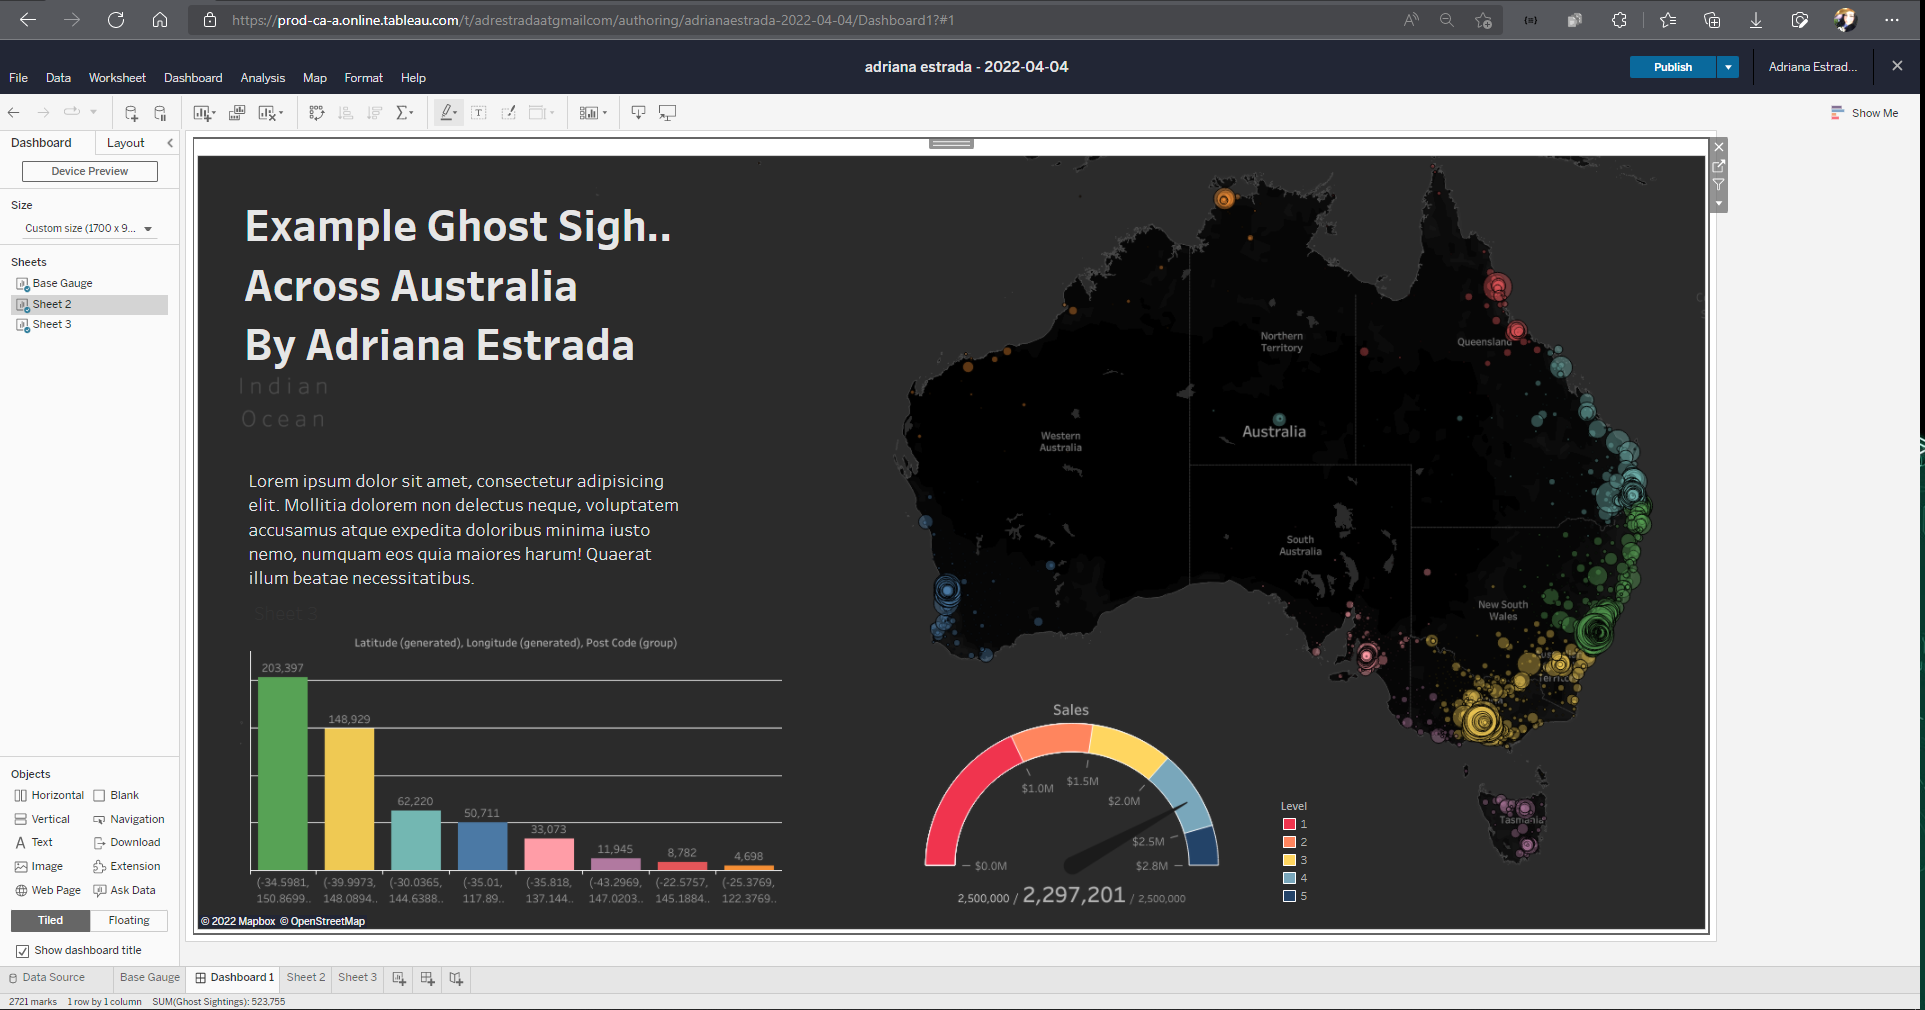 https://prod-ca-a.online.tableau.com/t/adrestradaatgmailcom/authoring/adrianaestrada-2022-04-04/Dashboard1?#1
adriana estrada - 2022-04-04
Publish
Adriana Estrad...
File Data Worksheet Dashboard Analysis Map Format Help
Show Me
Dashboard Layout
Device Preview
Size
Custom size (1700 x 9...
Sheets
Base Gauge
Sheet 2
Sheet 3
Objects
Horizontal Blank
Vertical Navigation
Text Download
Image Extension
Web Page Ask Data
Tiled Floating
Show dashboard title
Example Ghost Sigh..
Across Australia
By Adriana Estrada
Indian
Ocean
Lorem ipsum dolor sit amet, consectetur adipisicing
elit. Mollitia dolorem non delectus neque, voluptatem
accusamus atque expedita doloribus minima iusto
nemo, numquam eos quia maiores harum! Quaerat
illum beatae necessitatibus.
Sheet 3
Latitude (generated), Longitude (generated), Post Code (group)
203,397
148,929
62,220
50,711
33,073
11,945
8,782
4,698
(-34.5981, (-39.9973, (-30.0365, (-35.01, (-35.818, (-43.2969, (-22.5757, (-25.3769,
150.8699.. 148.0894.. 144.6388.. 117.89.. 137.144.. 147.0203.. 145.1884.. 122.3769..
© 2022 Mapbox © OpenStreetMap
Northern
Territory
Queensland
Australia
Western
Australia
South
Australia
New South
Wales
Tasmania
Sales
$0.0M
$1.0M
$1.5M
$2.0M
$2.5M
$2.8M
2,500,000 / 2,297,201 / 2,500,000
Level
1
2
3
4
5
Data Source Base Gauge Dashboard 1 Sheet 2 Sheet 3
2721 marks 1 row by 1 column SUM(Ghost Sightings): 523,755